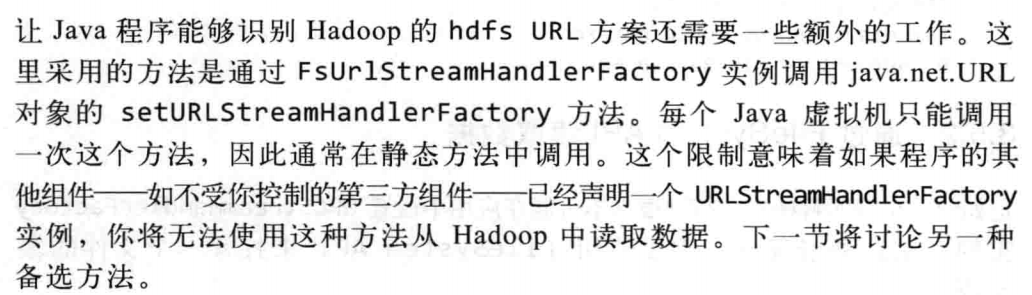 让 Java 程序能够识别 Hadoop 的 hdfs URL 方案还需要一些额外的工作。这
里采用的方法是通过 FsUrlStreamHandlerFactory 实例调用 java.net.URL
对象的 setURLStreamHandlerFactory 方法。每个 Java 虚拟机只能调用
一次这个方法，因此通常在静态方法中调用。这个限制意味着如果程序的其
他组件——如不受你控制的第三方组件——已经声明一个 URLStreamHandlerFactory
实例，你将无法使用这种方法从 Hadoop 中读取数据。下一节将讨论另一种
备选方法。